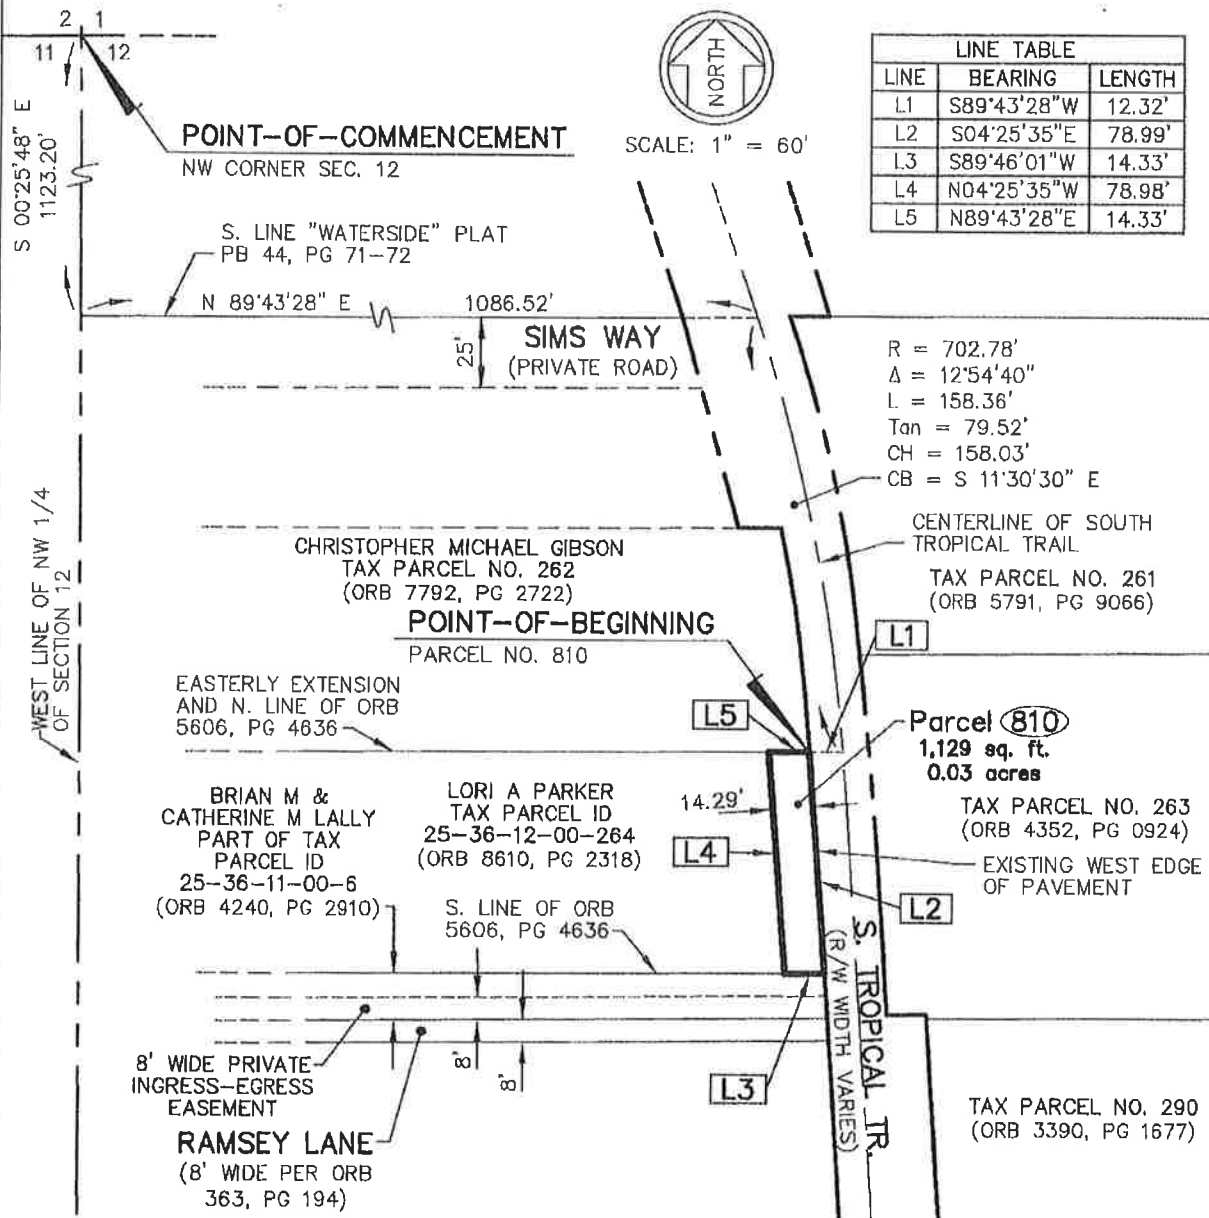 2 1
11 12
S 00°25'48" E
1123.20'
POINT-OF-COMMENCEMENT
NW CORNER SEC. 12
NORTH
SCALE: 1" = 60'
LINE TABLE
LINE BEARING LENGTH
L1 S89°43'28"W 12.32'
L2 S04°25'35"E 78.99'
L3 S89°46'01"W 14.33'
L4 N04°25'35"W 78.98'
L5 N89°43'28"E 14.33'
S. LINE "WATERSIDE" PLAT
PB 44, PG 71-72
N 89°43'28" E 1086.52'
25'
SIMS WAY
(PRIVATE ROAD)
R = 702.78'
Δ = 12°54'40"
L = 158.36'
Tan = 79.52'
CH = 158.03'
CB = S 11°30'30" E
CENTERLINE OF SOUTH
TROPICAL TRAIL
TAX PARCEL NO. 261
(ORB 5791, PG 9066)
WEST LINE OF NW 1/4
OF SECTION 12
CHRISTOPHER MICHAEL GIBSON
TAX PARCEL NO. 262
(ORB 7792, PG 2722)
POINT-OF-BEGINNING
PARCEL NO. 810
L1
EASTERLY EXTENSION
AND N. LINE OF ORB
5606, PG 4636
L5
Parcel 810
1,129 sq. ft.
0.03 acres
BRIAN M &
CATHERINE M LALLY
PART OF TAX
PARCEL ID
25-36-11-00-6
(ORB 4240, PG 2910)
LORI A PARKER
TAX PARCEL ID
25-36-12-00-264
(ORB 8610, PG 2318)
14.29'
L4
TAX PARCEL NO. 263
(ORB 4352, PG 0924)
EXISTING WEST EDGE
OF PAVEMENT
L2
S. LINE OF ORB
5606, PG 4636
S. TROPICAL TR.
(R/W WIDTH VARIES)
8'
8'
8' WIDE PRIVATE
INGRESS-EGRESS
EASEMENT
L3
RAMSEY LANE
(8' WIDE PER ORB
363, PG 194)
TAX PARCEL NO. 290
(ORB 3390, PG 1677)